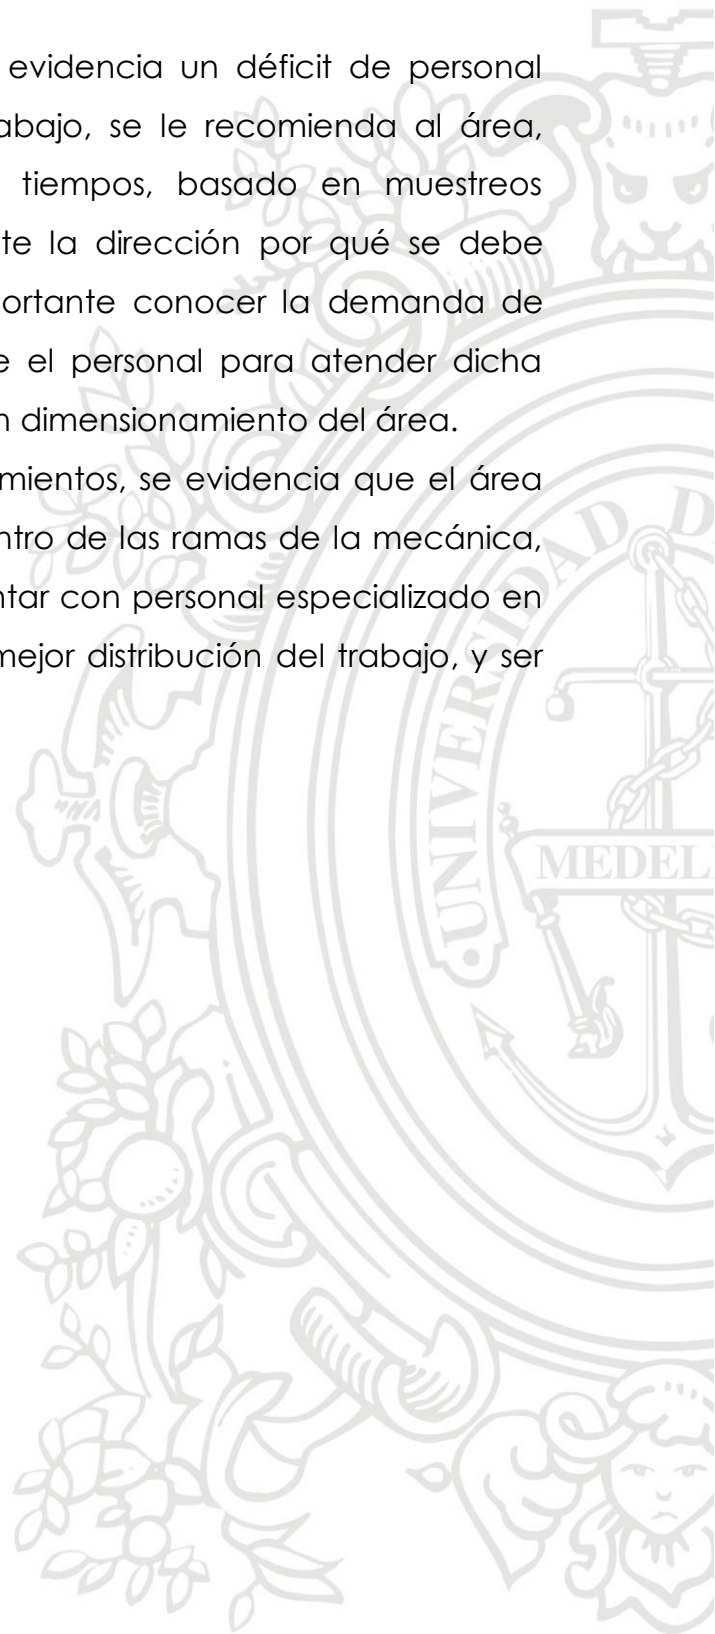 evidencia un déficit de personal
abajo, se le recomienda al área,
tiempos, basado en muestreos
te la dirección por qué se debe
ortante conocer la demanda de
e el personal para atender dicha
n dimensionamiento del área.
mientos, se evidencia que el área
ntro de las ramas de la mecánica,
ntar con personal especializado en
mejor distribución del trabajo, y ser
UNIVERSIDAD D
MEDEL